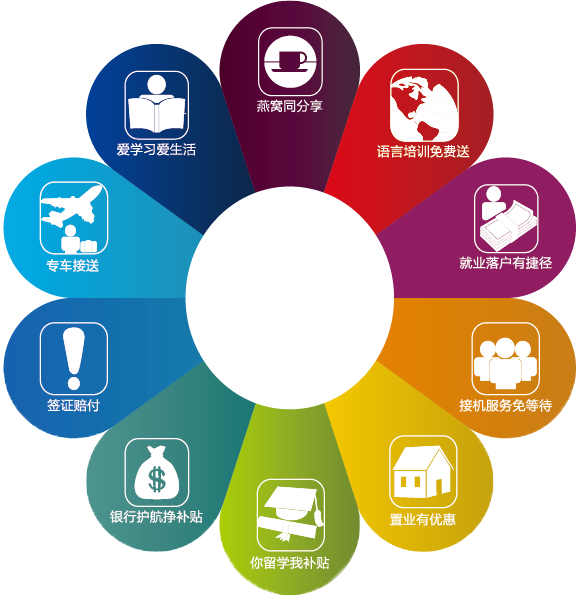 燕窝同分享
语言培训免费送
就业落户有捷径
接机服务免等待
置业有优惠
你留学我补贴
银行护航挣补贴
签证赔付
专车接送
爱学习爱生活